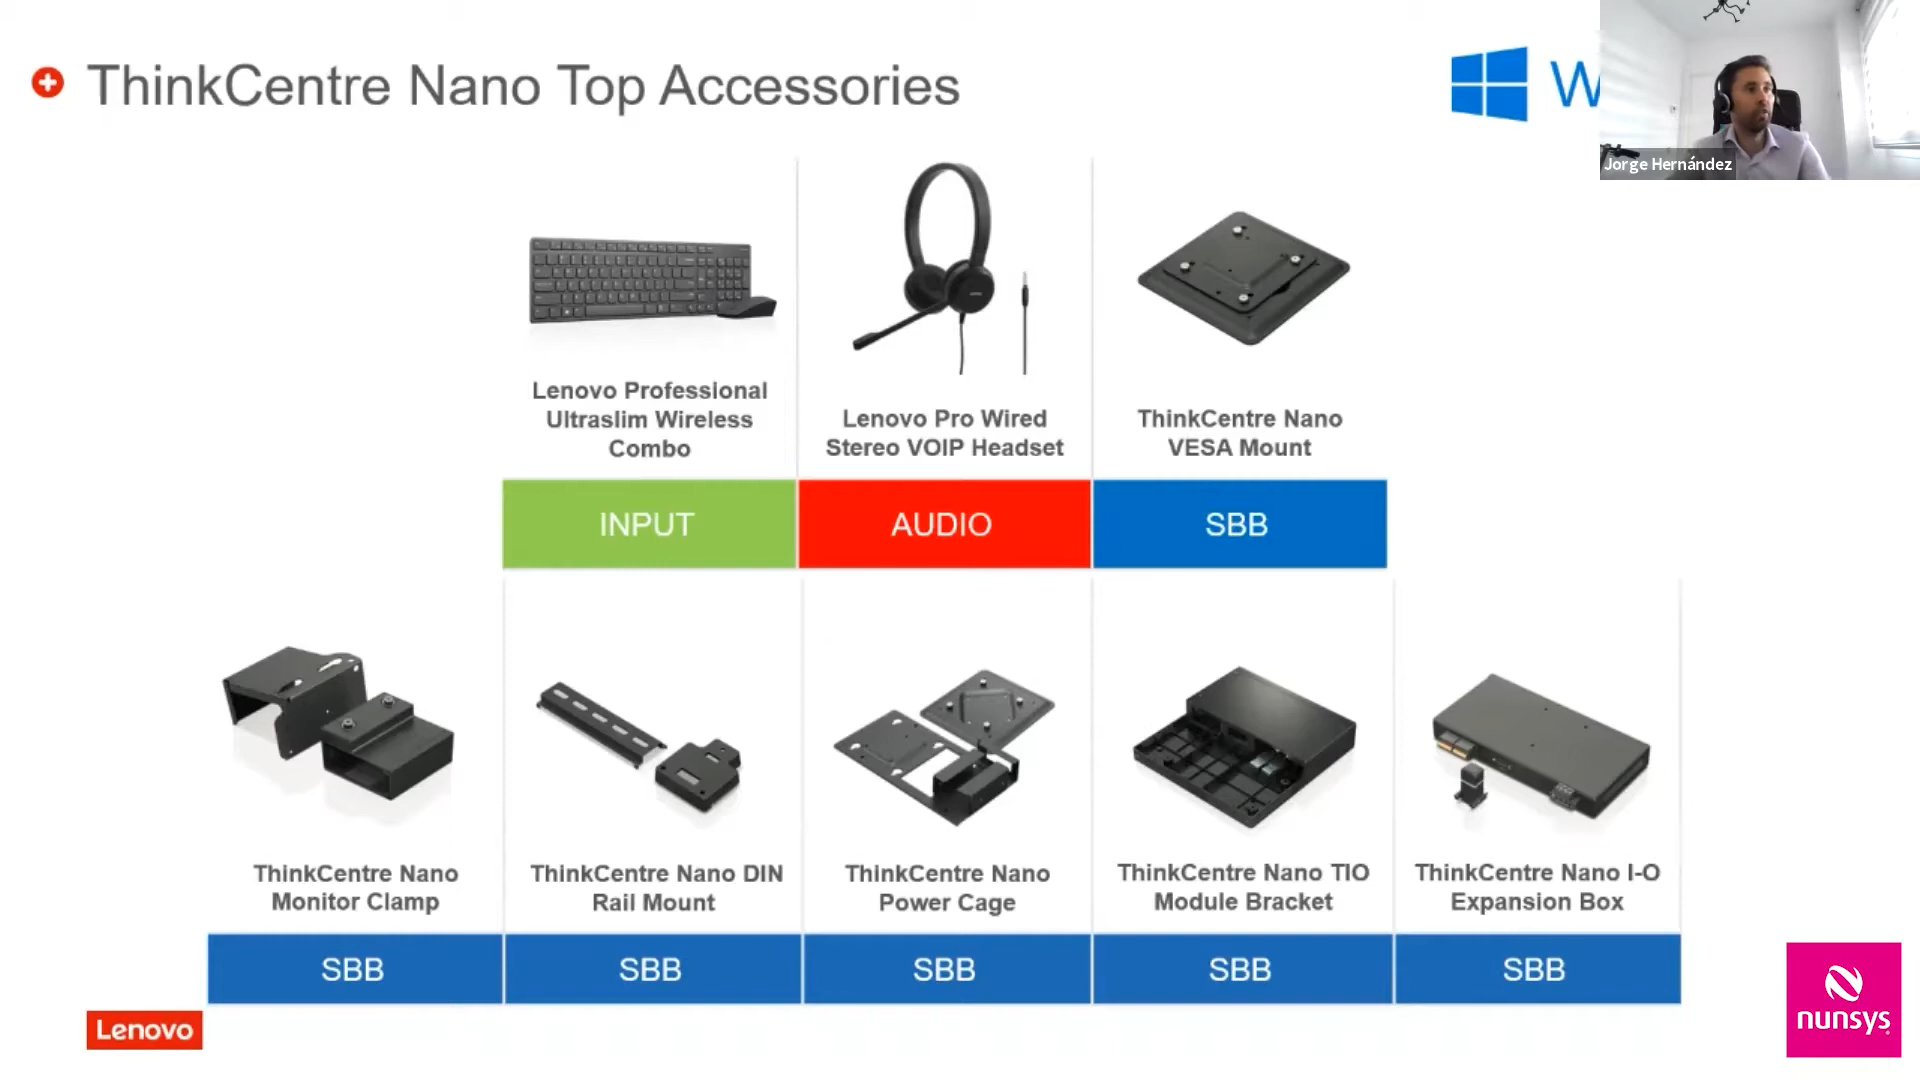 ThinkCentre Nano Top Accessories
W
Jorge Hernández
Lenovo Professional
Ultraslim Wireless
Combo
Lenovo Pro Wired
Stereo VOIP Headset
ThinkCentre Nano
VESA Mount
INPUT
AUDIO
SBB
ThinkCentre Nano
Monitor Clamp
ThinkCentre Nano DIN
Rail Mount
ThinkCentre Nano
Power Cage
ThinkCentre Nano TIO
Module Bracket
ThinkCentre Nano I-O
Expansion Box
SBB
SBB
SBB
SBB
SBB
Lenovo
nunsys